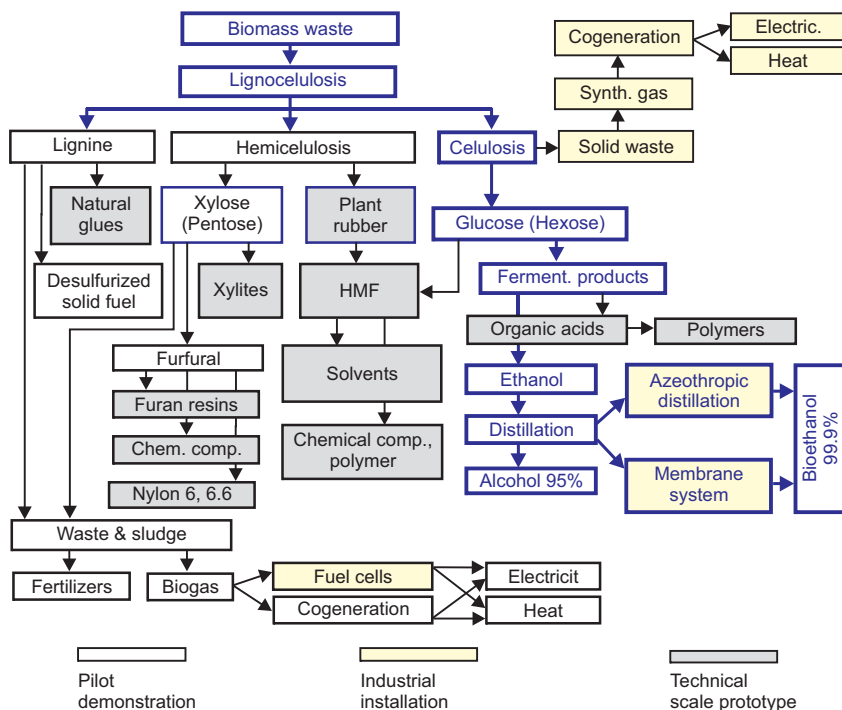 Biomass waste
Lignocelulosis
Cogeneration
Electric.
Heat
Synth. gas
Solid waste
Lignine
Hemicelulosis
Celulosis
Natural
glues
Xylose
(Pentose)
Plant
rubber
Glucose (Hexose)
Desulfurized
solid fuel
Xylites
HMF
Ferment. products
Organic acids
Polymers
Furfural
Solvents
Ethanol
Azeothropic
distillation
Furan resins
Chem. comp.
Nylon 6, 6.6
Chemical comp.,
polymer
Distillation
Alcohol 95%
Membrane
system
Bioethanol
99.9%
Waste & sludge
Fertilizers
Biogas
Fuel cells
Cogeneration
Electricit
Heat
Pilot
demonstration
Industrial
installation
Technical
scale prototype